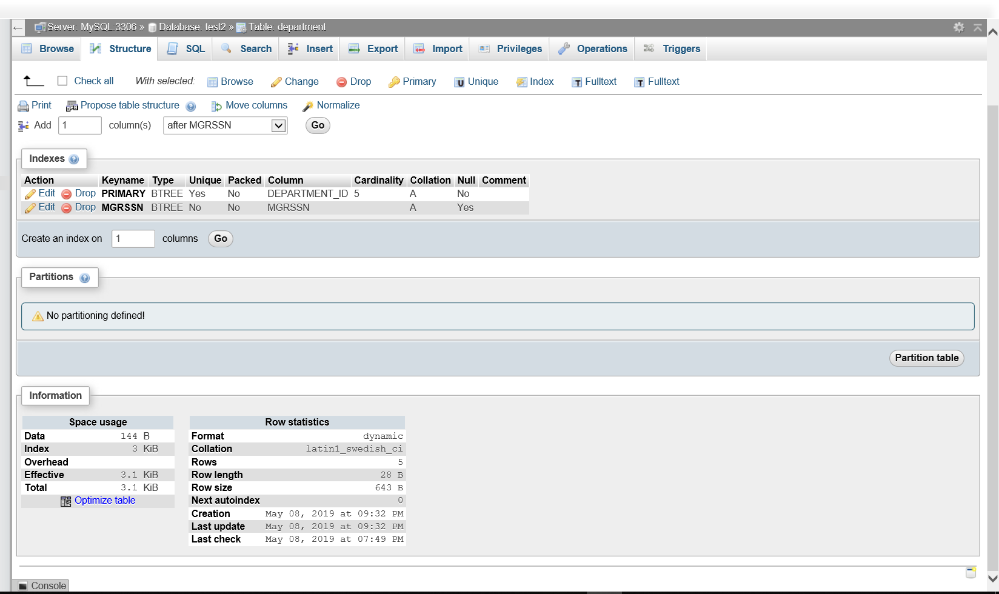 Server: MySQL:3306 » Database: test2 » Table: department
Browse Structure SQL Search Insert Export Import Privileges Operations Triggers
Check all With selected: Browse Change Drop Primary Unique Index Fulltext Fulltext
Print Propose table structure Move columns Normalize
Add 1 column(s) after MGRSSN Go
Indexes
Action Keyname Type Unique Packed Column Cardinality Collation Null Comment
Edit Drop PRIMARY BTREE Yes No DEPARTMENT_ID 5 A No
Edit Drop MGRSSN BTREE No No MGRSSN A Yes
Create an index on 1 columns Go
Partitions
No partitioning defined!
Partition table
Information
Space usage
Data 144 B
Index 3 KiB
Overhead
Effective 3.1 KiB
Total 3.1 KiB
Optimize table
Row statistics
Format dynamic
Collation latin1_swedish_ci
Rows 5
Row length 28 B
Row size 643 B
Next autoindex 0
Creation May 08, 2019 at 09:32 PM
Last update May 08, 2019 at 09:32 PM
Last check May 08, 2019 at 07:49 PM
Console